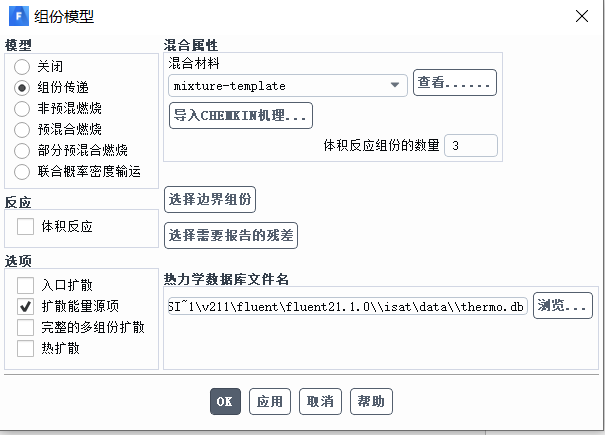 组份模型
模型
关闭
组份传递
非预混燃烧
预混合燃烧
部分预混合燃烧
联合概率密度输运
混合属性
混合材料
mixture-template
查看......
导入CHEMKIN机理...
体积反应组份的数量 3
反应
体积反应
选择边界组份
选择需要报告的残差
选项
入口扩散
扩散能量源项
完整的多组份扩散
热扩散
热力学数据库文件名
SI~1\v211\fluent\fluent21.1.0\\isat\data\\thermo.db
浏览...
OK
应用
取消
帮助